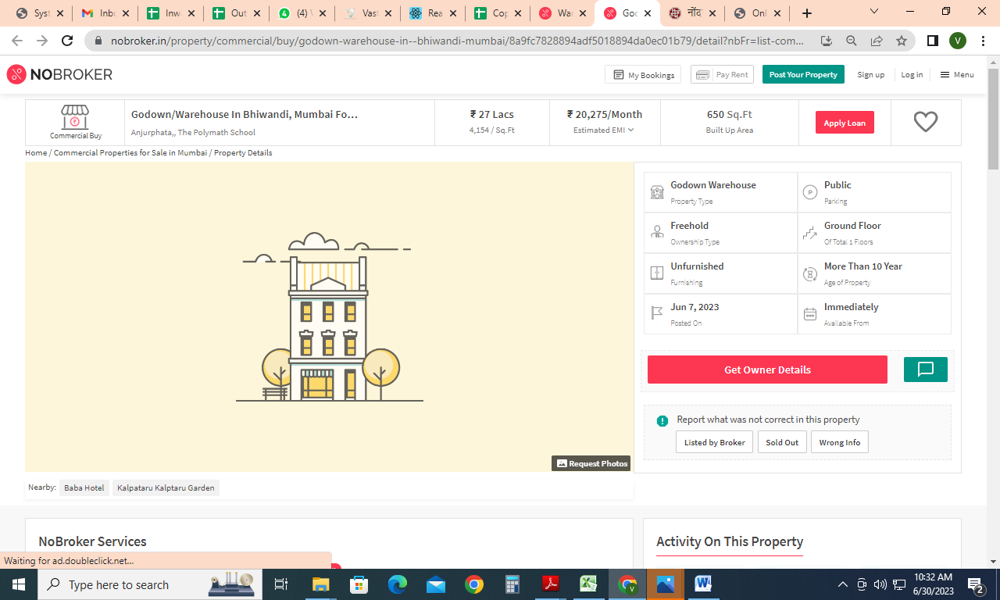 Syst
Inbo
Inwa
Out
(4) W
Vast
Rea
Cop
Wa
Goo
नोंद
Onl
nobroker.in/property/commercial/buy/godown-warehouse-in--bhiwandi-mumbai/8a9fc7828894adf5018894da0ec01b79/detail?nbFr=list-com...
V
NOBROKER
My Bookings
Pay Rent
Post Your Property
Sign up
Log in
Menu
Commercial Buy
Godown/Warehouse In Bhiwandi, Mumbai Fo...
Anjurphata,, The Polymath School
₹ 27 Lacs
4,154 / Sq.Ft
₹ 20,275/Month
Estimated EMI
650 Sq.Ft
Built Up Area
Apply Loan
Home / Commercial Properties for Sale in Mumbai / Property Details
Godown Warehouse
Property Type
Public
Parking
Freehold
Ownership Type
Ground Floor
Of Total 1 Floors
Unfurnished
Furnishing
More Than 10 Year
Age of Property
Jun 7, 2023
Posted On
Immediately
Available From
Get Owner Details
Report what was not correct in this property
Listed by Broker
Sold Out
Wrong Info
Request Photos
Nearby:
Baba Hotel
Kalpataru Kalptaru Garden
NoBroker Services
Activity On This Property
Waiting for ad.doubleclick.net...
Type here to search
10:32 AM
6/30/2023
2